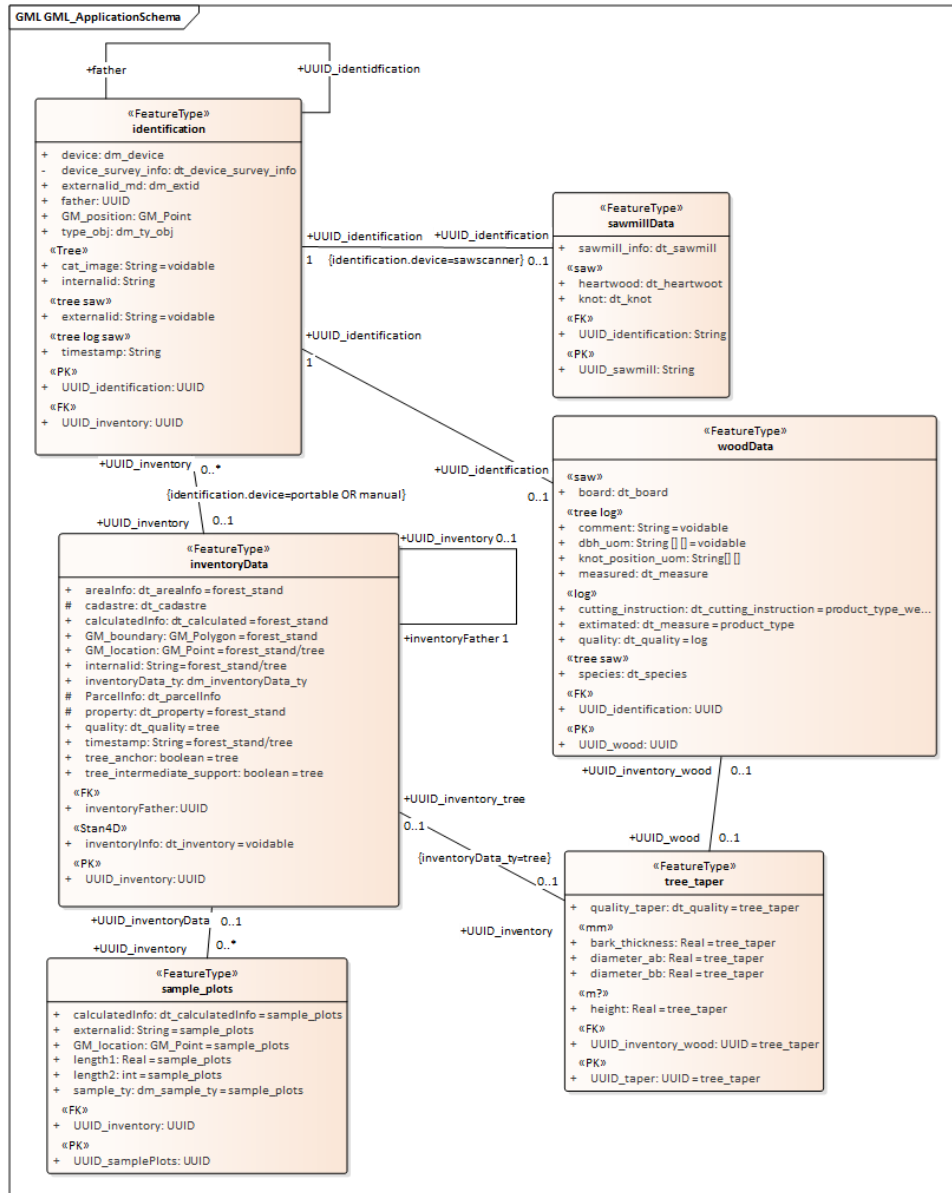 GML GML_ApplicationSchema
+father
+UUID_identidfication
«FeatureType»
identification
+ device: dm_device
- device_survey_info: dt_device_survey_info
+ externalid_md: dm_extid
+ father: UUID
+ GM_position: GM_Point
+ type_obj: dm_ty_obj
«Tree»
+ cat_image: String = voidable
+ internalid: String
«tree saw»
+ externalid: String = voidable
«tree log saw»
+ timestamp: String
«PK»
+ UUID_identification: UUID
«FK»
+ UUID_inventory: UUID
+UUID_identification +UUID_identification
1 {identification.device=sawscanner} 0..1
«FeatureType»
sawmillData
+ sawmill_info: dt_sawmill
«saw»
+ heartwood: dt_heartwoot
+ knot: dt_knot
«FK»
+ UUID_identification: String
«PK»
+ UUID_sawmill: String
+UUID_identification
1
+UUID_identification
0..1
«FeatureType»
woodData
«saw»
+ board: dt_board
«tree log»
+ comment: String = voidable
+ dbh_uom: String [] [] = voidable
+ knot_position_uom: String[] []
+ measured: dt_measure
«log»
+ cutting_instruction: dt_cutting_instruction = product_type_we...
+ extimated: dt_measure = product_type
+ quality: dt_quality = log
«tree saw»
+ species: dt_species
«FK»
+ UUID_identification: UUID
«PK»
+ UUID_wood: UUID
+UUID_inventory 0..*
{identification.device=portable OR manual}
+UUID_inventory 0..1
«FeatureType»
inventoryData
+ areaInfo: dt_areaInfo = forest_stand
# cadastre: dt_cadastre
+ calculatedInfo: dt_calculated = forest_stand
+ GM_boundary: GM_Polygon = forest_stand
+ GM_location: GM_Point = forest_stand/tree
+ internalid: String = forest_stand/tree
+ inventoryData_ty: dm_inventoryData_ty
# ParcelInfo: dt_parcelInfo
# property: dt_property = forest_stand
+ quality: dt_quality = tree
+ timestamp: String = forest_stand/tree
+ tree_anchor: boolean = tree
+ tree_intermediate_support: boolean = tree
«FK»
+ inventoryFather: UUID
«Stan4D»
+ inventoryInfo: dt_inventory = voidable
«PK»
+ UUID_inventory: UUID
+UUID_inventory 0..1
+inventoryFather 1
+UUID_inventory_wood 0..1
+UUID_wood 0..1
+UUID_inventory_tree
0..1
{inventoryData_ty=tree}
0..1
+UUID_inventory
«FeatureType»
tree_taper
+ quality_taper: dt_quality = tree_taper
«mm»
+ bark_thickness: Real = tree_taper
+ diameter_ab: Real = tree_taper
+ diameter_bb: Real = tree_taper
«m?»
+ height: Real = tree_taper
«FK»
+ UUID_inventory_wood: UUID = tree_taper
«PK»
+ UUID_taper: UUID = tree_taper
+UUID_inventoryData 0..1
+UUID_inventory 0..*
«FeatureType»
sample_plots
+ calculatedInfo: dt_calculatedInfo = sample_plots
+ externalid: String = sample_plots
+ GM_location: GM_Point = sample_plots
+ length1: Real = sample_plots
+ length2: int = sample_plots
+ sample_ty: dm_sample_ty = sample_plots
«FK»
+ UUID_inventory: UUID
«PK»
+ UUID_samplePlots: UUID